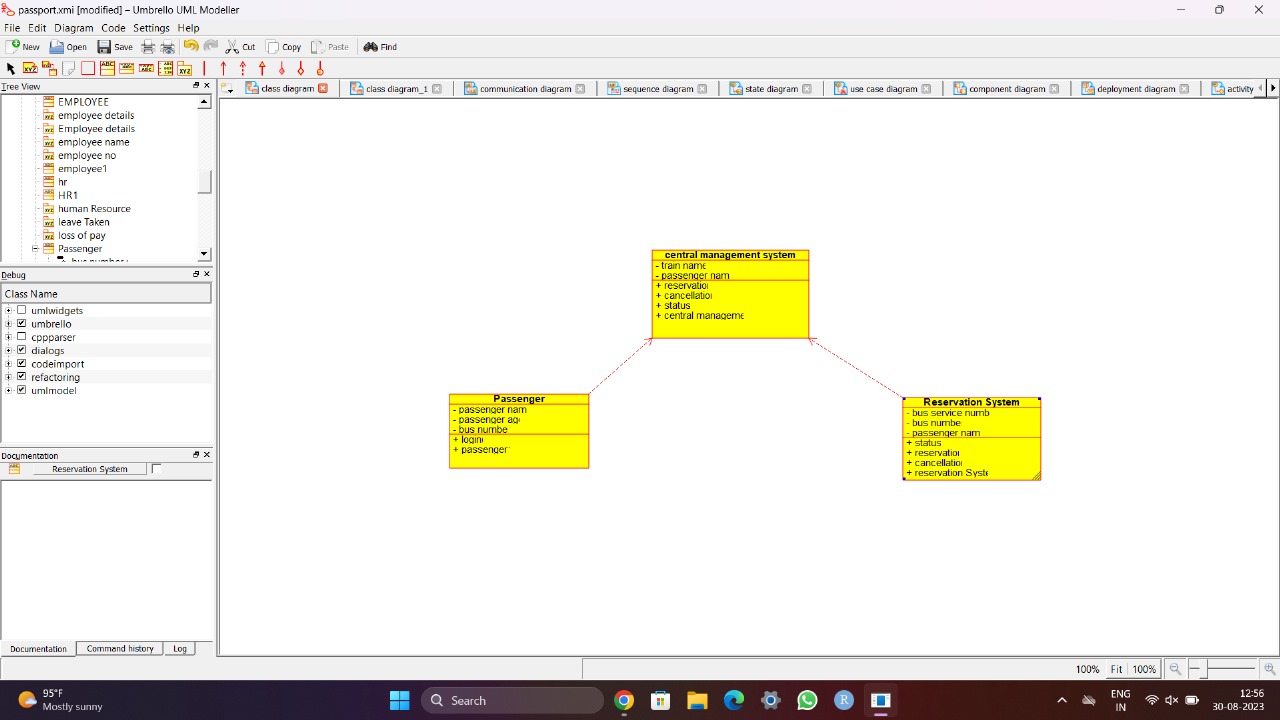 passport.xmi [modified] – Umbrello UML Modeller
File Edit Diagram Code Settings Help
New Open Save Cut Copy Paste Find
Tree View
class diagram class diagram_1 communication diagram sequence diagram state diagram use case diagram component diagram deployment diagram activity
EMPLOYEE
employee details
Employee details
employee name
employee no
employee1
hr
HR1
human Resource
leave Taken
loss of pay
Passenger
Debug
Class Name
umlwidgets
umbrello
cppparser
dialogs
codeimport
refactoring
umlmodel
Documentation
Reservation System
Documentation Command history Log
central management system
- train name
- passenger nam
+ reservation
+ cancellation
+ status
+ central manageme
Passenger
- passenger nam
- passenger age
- bus numbe
+ login
+ passenger
Reservation System
- bus service numb
- bus numbe
- passenger nam
+ status
+ reservation
+ cancellation
+ reservation Syste
100% Fit 100%
95°F
Mostly sunny
Search
ENG
IN
12:56
30-08-2023